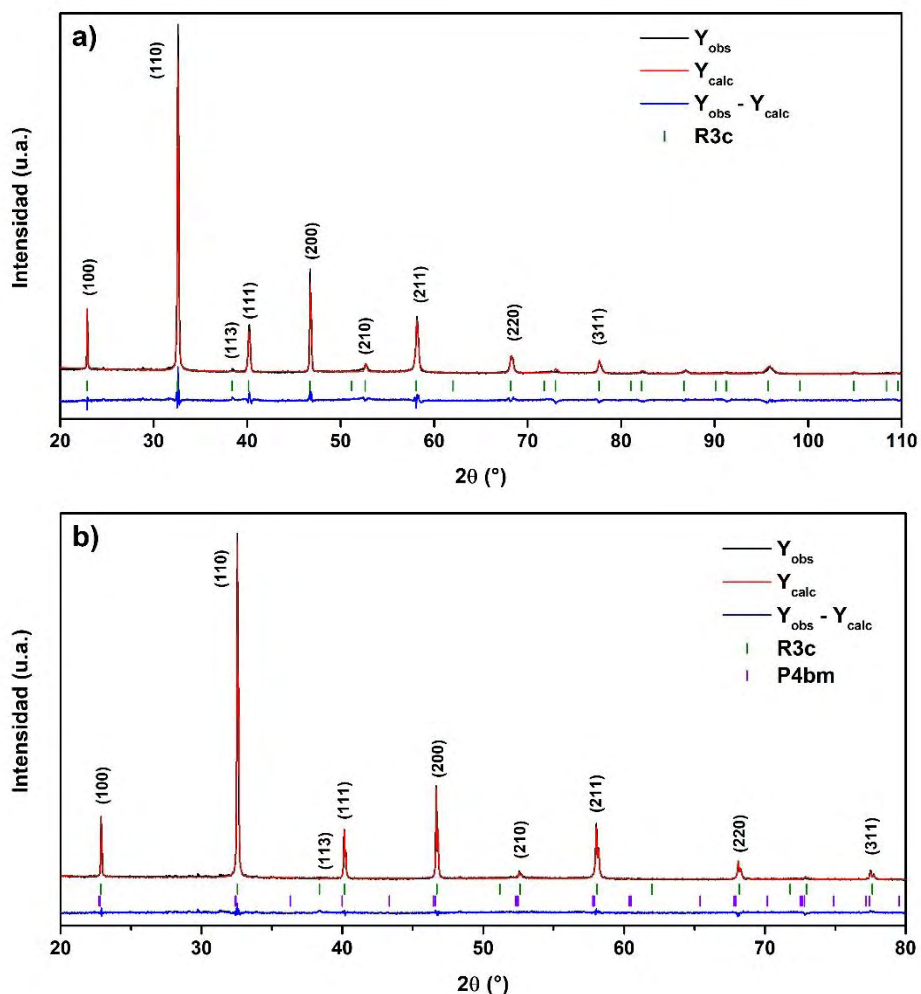 a)
Y_obs
Y_calc
Y_obs - Y_calc
R3c
(100)
(110)
(113)
(111)
(200)
(210)
(211)
(220)
(311)
Intensidad (u.a.)
20 30 40 50 60 70 80 90 100 110
2θ (°)
b)
Y_obs
Y_calc
Y_obs - Y_calc
R3c
P4bm
(100)
(110)
(113)
(111)
(200)
(210)
(211)
(220)
(311)
Intensidad (u.a.)
20 30 40 50 60 70 80
2θ (°)